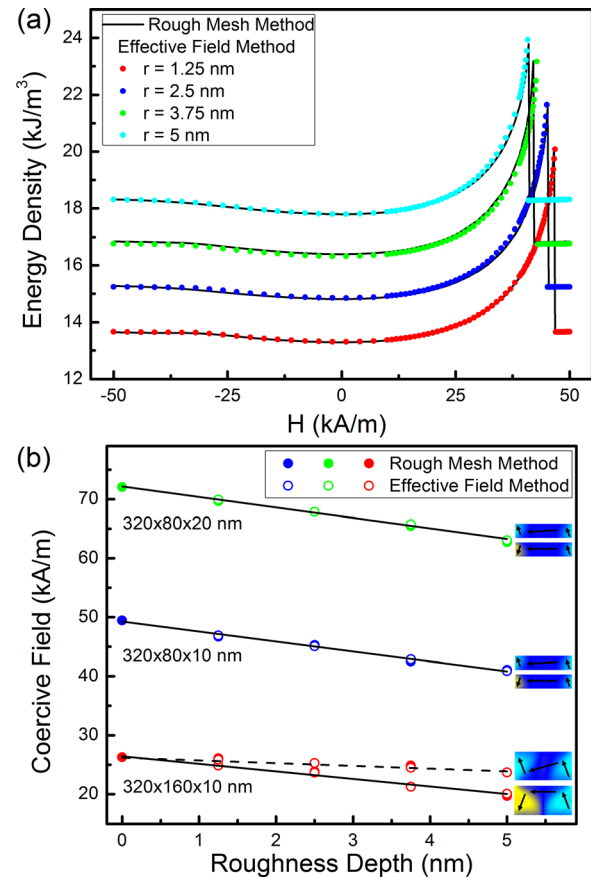 (a)
Rough Mesh Method
Effective Field Method
r = 1.25 nm
r = 2.5 nm
r = 3.75 nm
r = 5 nm
Energy Density (kJ/m³)
24
22
20
18
16
14
12
-50 -25 0 25 50
H (kA/m)
(b)
Rough Mesh Method
Effective Field Method
Coercive Field (kA/m)
70
60
50
40
30
20
320x80x20 nm
320x80x10 nm
320x160x10 nm
0 1 2 3 4 5
Roughness Depth (nm)